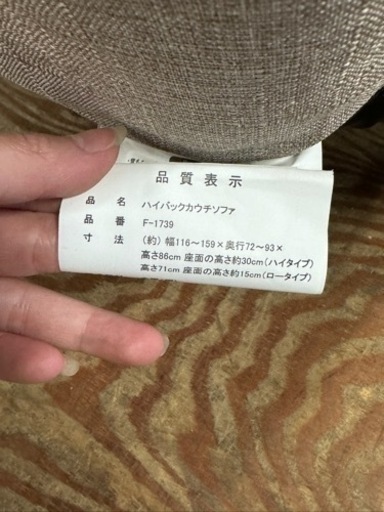 品質表示
品 名 ハイバックカウチソファ
品 番 F-1739
寸 法 (約) 幅116～159×奥行72～93×
高さ86cm 座面の高さ約30cm(ハイタイプ)
高さ71cm 座面の高さ約15cm(ロータイプ)